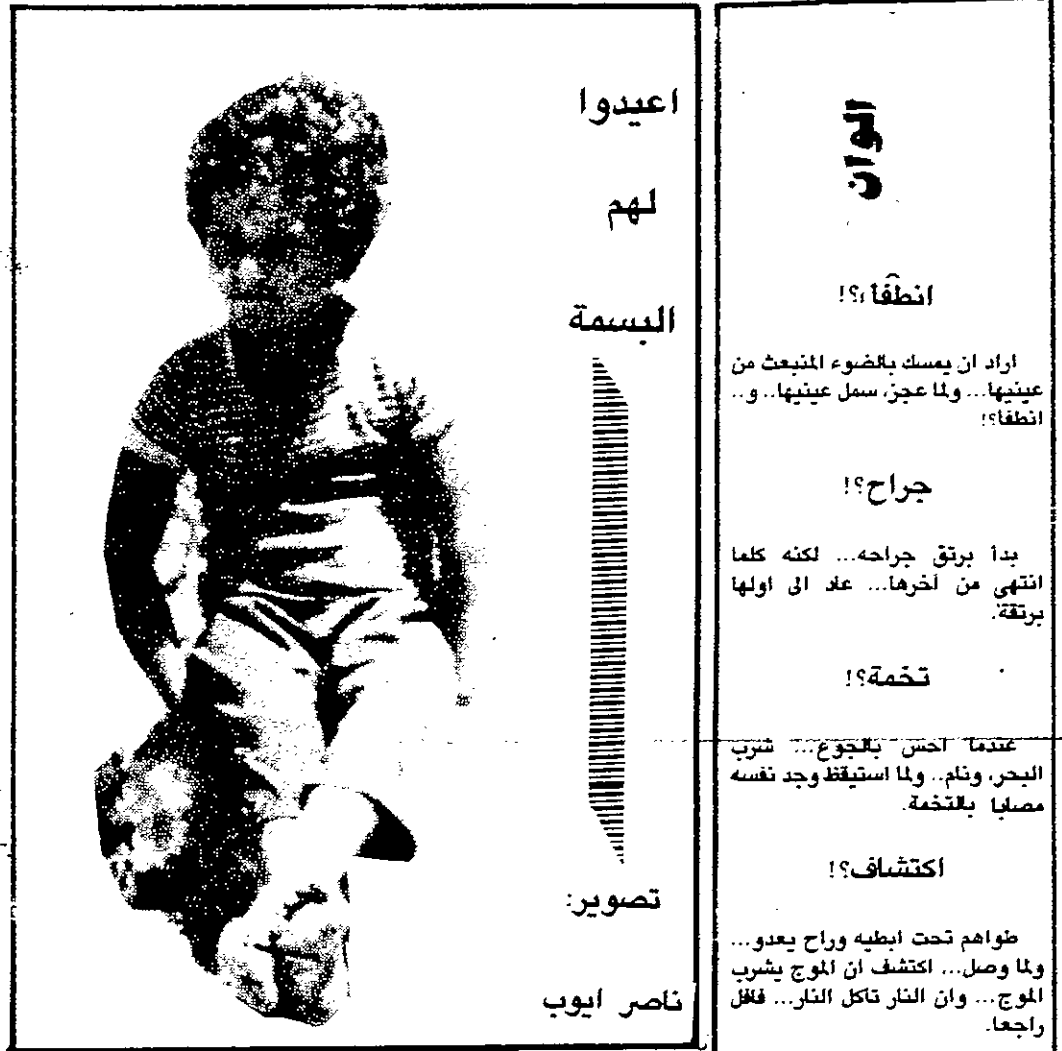 الوان
انطفا،؟!
اراد ان يمسك بالضوء المنبعث من
عينيها... ولما عجز، سمل عينيها.. و..
انطفا؟!
جراح؟!
بدأ برتق جراحه... لكنه كلما
انتهى من آخرها... عاد الى اولها
برتقة.
تخمة؟!
عندما احس بالجوع... شرب
البحر، ونام.. ولما استيقظ وجد نفسه
مصابا بالتخمة.
اكتشاف؟!
طواهم تحت ابطيه وراح يعدو...
ولما وصل... اكتشف ان الموج يشرب
الموج... وان النار تاكل النار... فاقل
راجعا.
اعيدوا
لهم
البسمة
تصوير:
ناصر ايوب